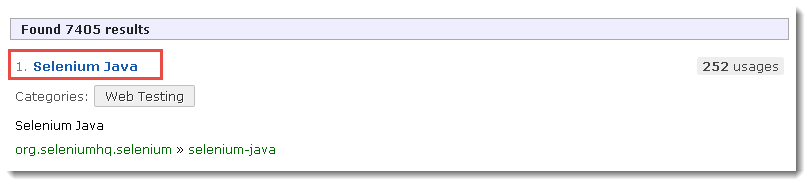 Found 7405 results
1. Selenium Java 252 usages
Categories: Web Testing
Selenium Java
org.seleniumhq.selenium » selenium-java